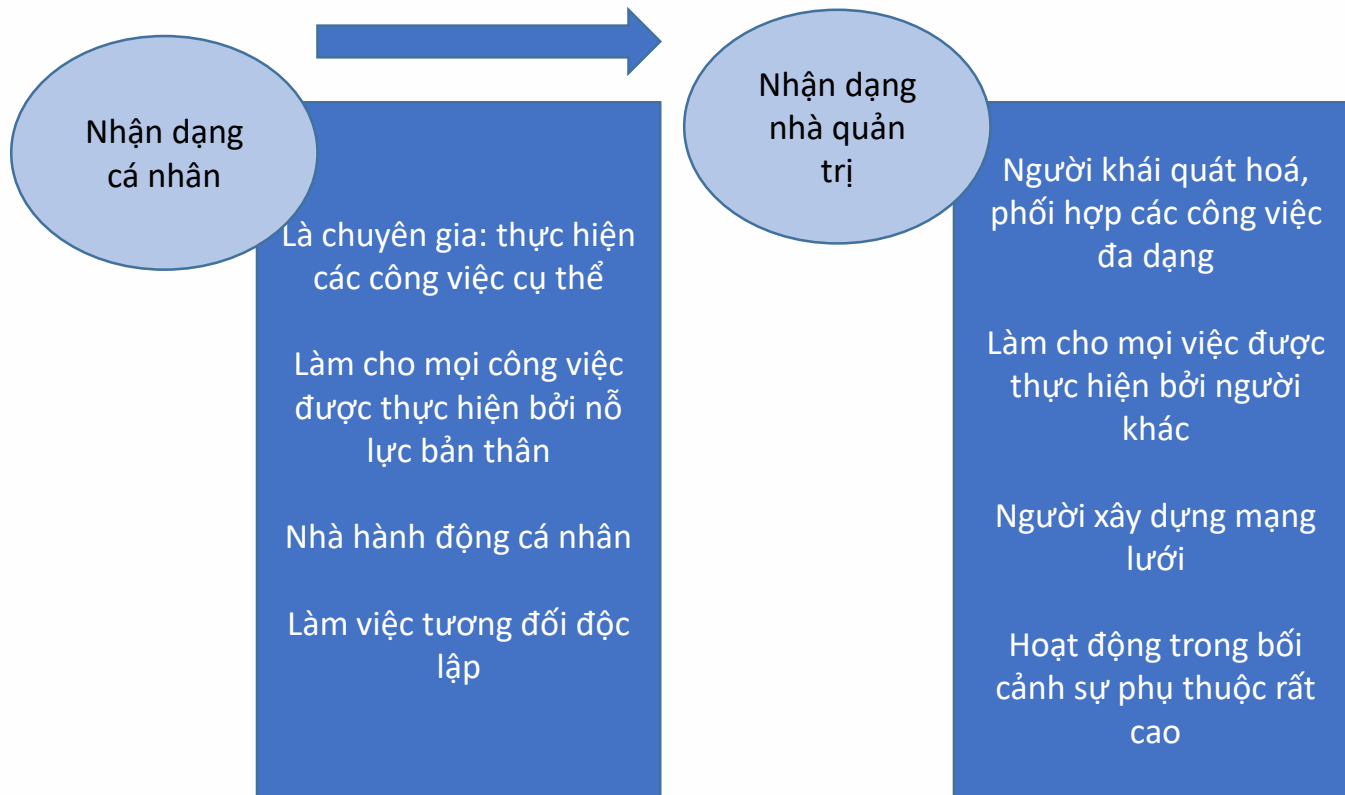 Nhận dạng
cá nhân
Là chuyên gia: thực hiện
các công việc cụ thể
Làm cho mọi công việc
được thực hiện bởi nỗ
lực bản thân
Nhà hành động cá nhân
Làm việc tương đối độc
lập
Nhận dạng
nhà quản
trị
Người khái quát hoá,
phối hợp các công việc
đa dạng
Làm cho mọi việc được
thực hiện bởi người
khác
Người xây dựng mạng
lưới
Hoạt động trong bối
cảnh sự phụ thuộc rất
cao